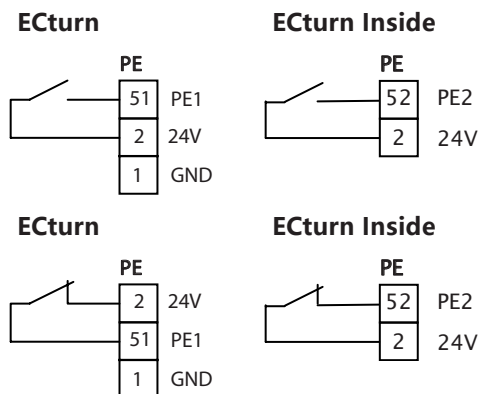 ECturn
ECturn Inside
PE
PE
51 PE1
52 PE2
2 24V
2 24V
1 GND
ECturn
ECturn Inside
PE
PE
2 24V
52 PE2
51 PE1
2 24V
1 GND